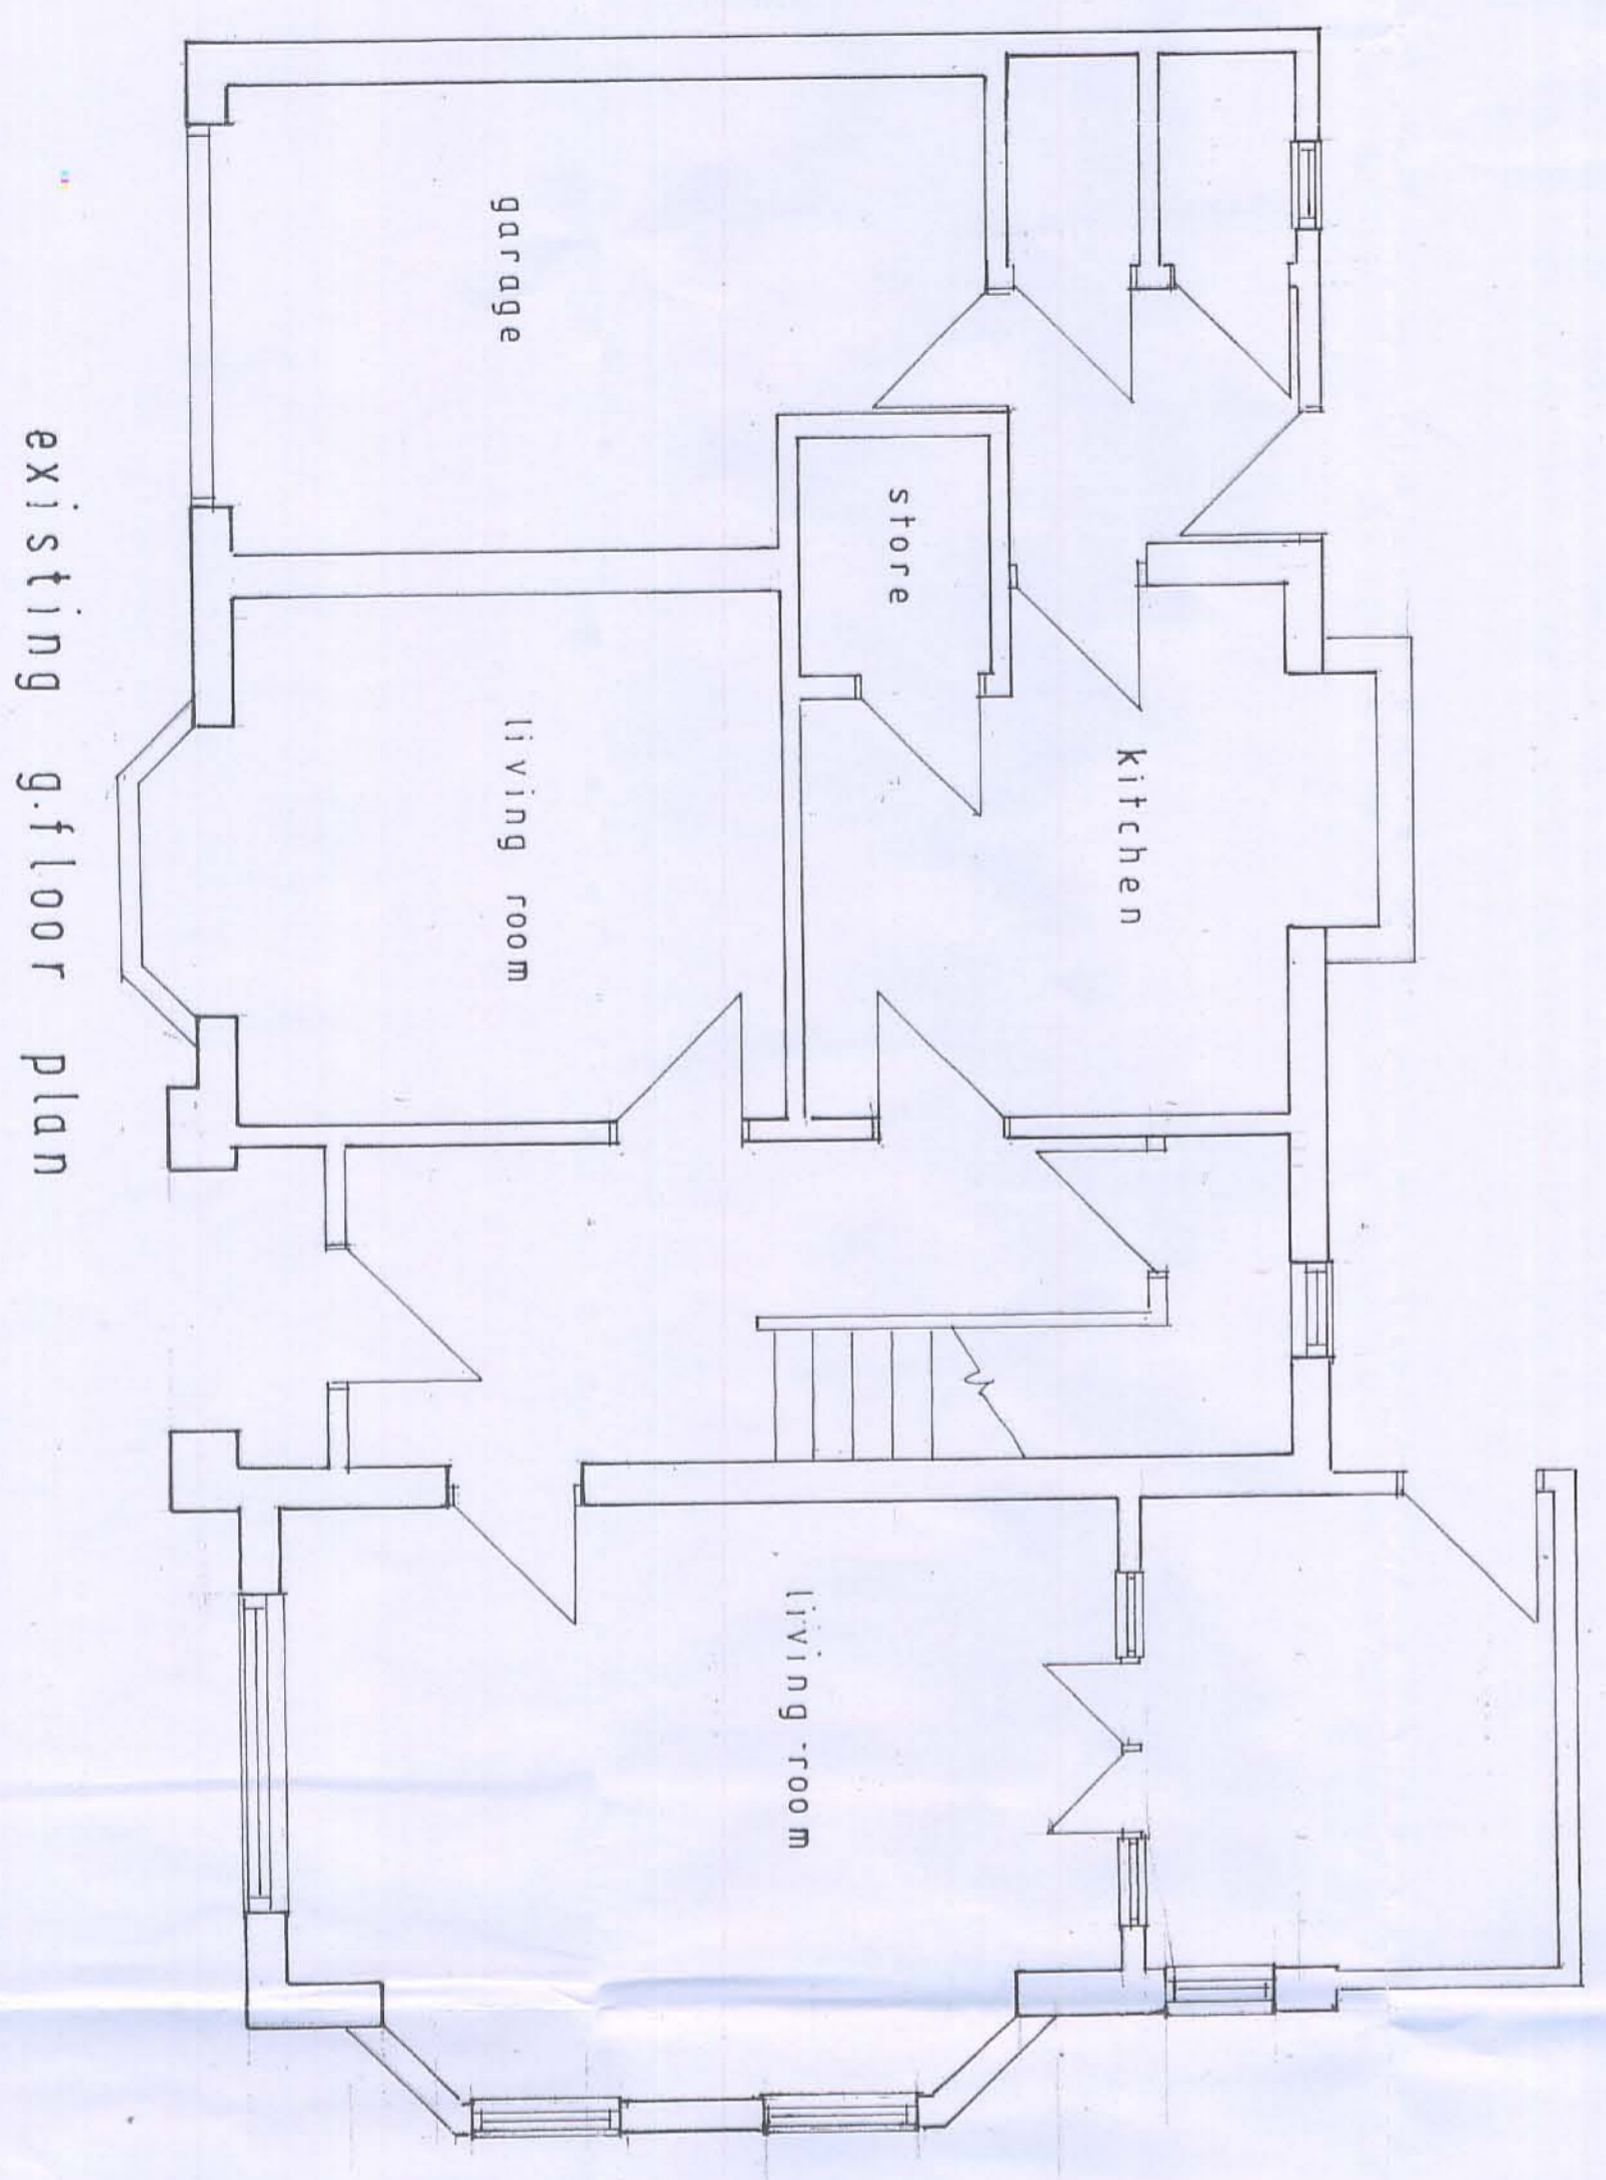 garage
store
kitchen
living room
living room
existing g.floor plan